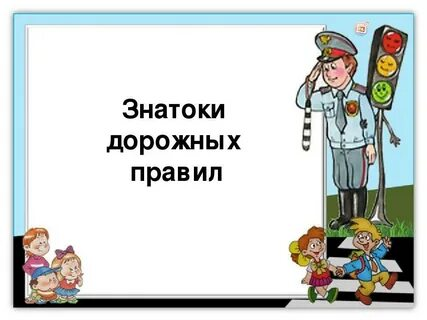 Знатоки
дорожных
правил